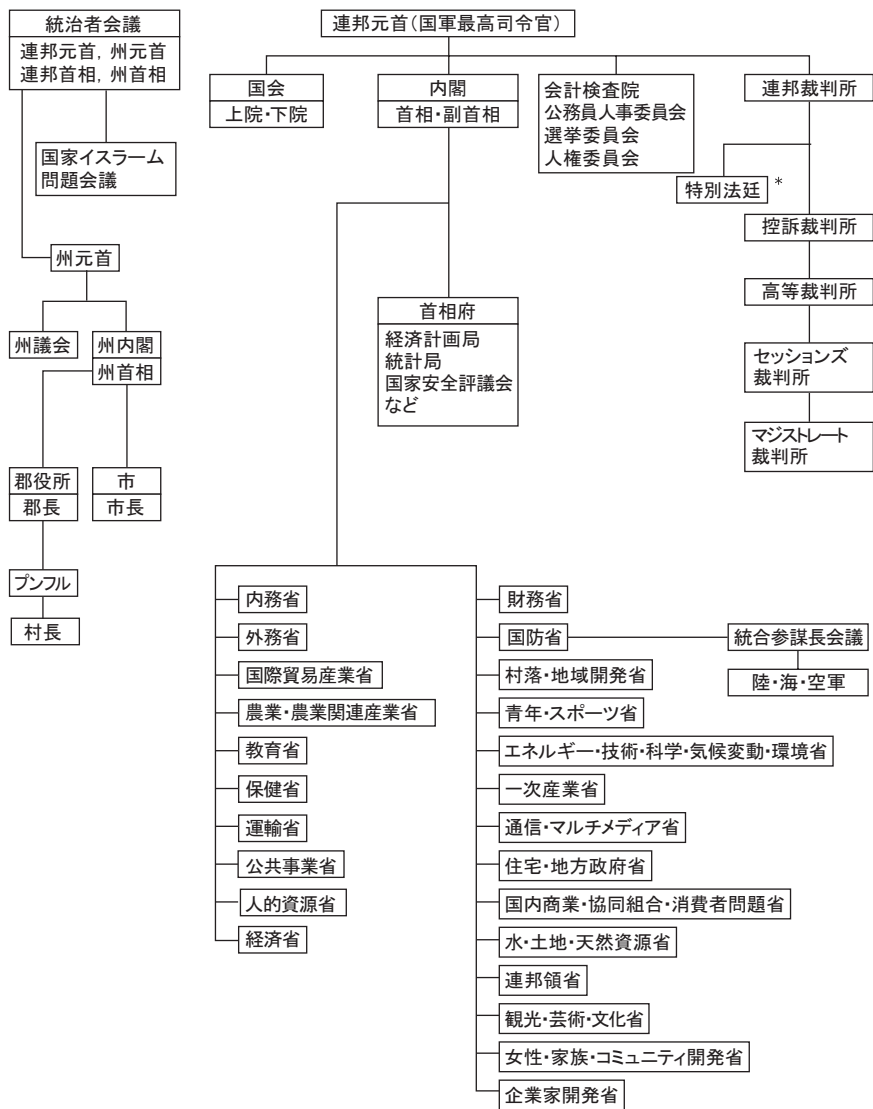 統治者会議
連邦元首, 州元首
連邦首相, 州首相
国家イスラーム
問題会議
州元首
州議会
州内閣
州首相
郡役所
郡長
市
市長
プンフル
村長
連邦元首(国軍最高司令官)
国会
上院・下院
内閣
首相・副首相
会計検査院
公務員人事委員会
選挙委員会
人権委員会
連邦裁判所
特別法廷 *
控訴裁判所
高等裁判所
セッションズ
裁判所
マジストレート
裁判所
首相府
経済計画局
統計局
国家安全評議会
など
内務省
外務省
国際貿易産業省
農業・農業関連産業省
教育省
保健省
運輸省
公共事業省
人的資源省
経済省
財務省
国防省
統合参謀長会議
陸・海・空軍
村落・地域開発省
青年・スポーツ省
エネルギー・技術・科学・気候変動・環境省
一次産業省
通信・マルチメディア省
住宅・地方政府省
国内商業・協同組合・消費者問題省
水・土地・天然資源省
連邦領省
観光・芸術・文化省
女性・家族・コミュニティ開発省
企業家開発省